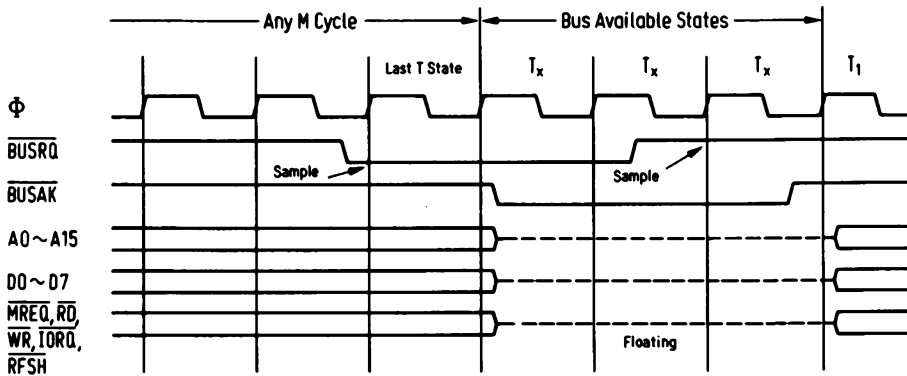 Any M Cycle Bus Available States
Last T State Tx Tx Tx T1
Φ
BUSRQ
Sample Sample
BUSAK
A0~A15
D0~D7
MREQ, RD,
WR, IORQ,
Floating
RFSH